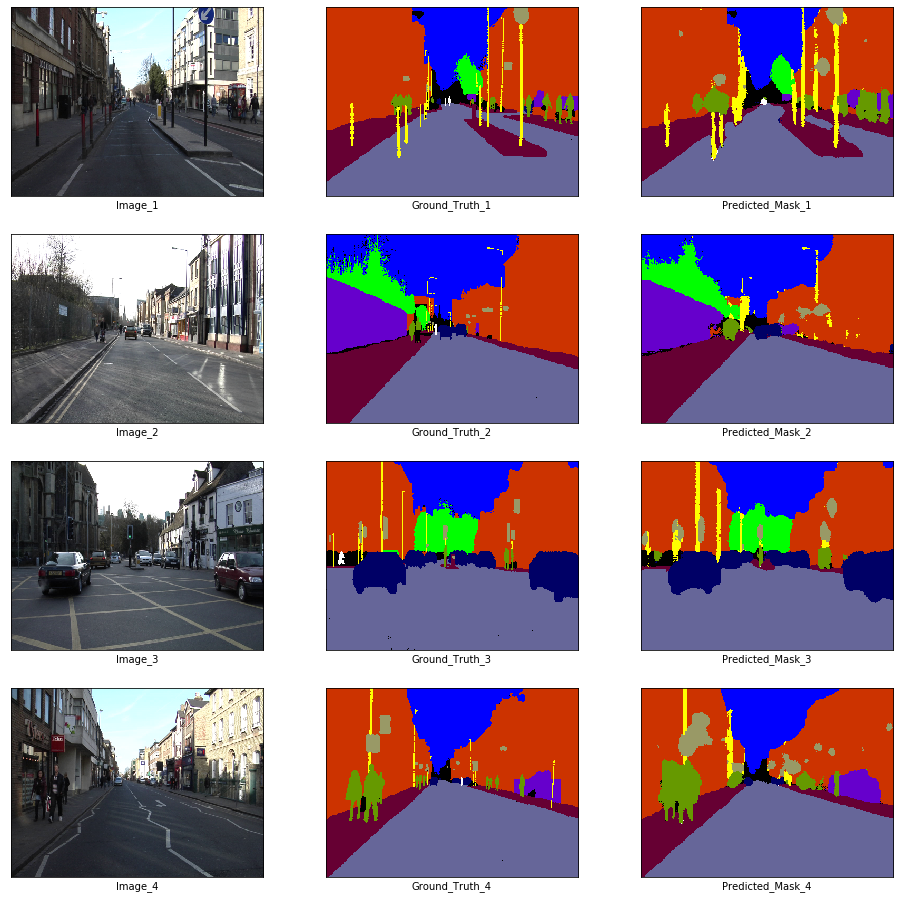 Image_1
Ground_Truth_1
Predicted_Mask_1
Image_2
Ground_Truth_2
Predicted_Mask_2
Image_3
Ground_Truth_3
Predicted_Mask_3
Image_4
Ground_Truth_4
Predicted_Mask_4